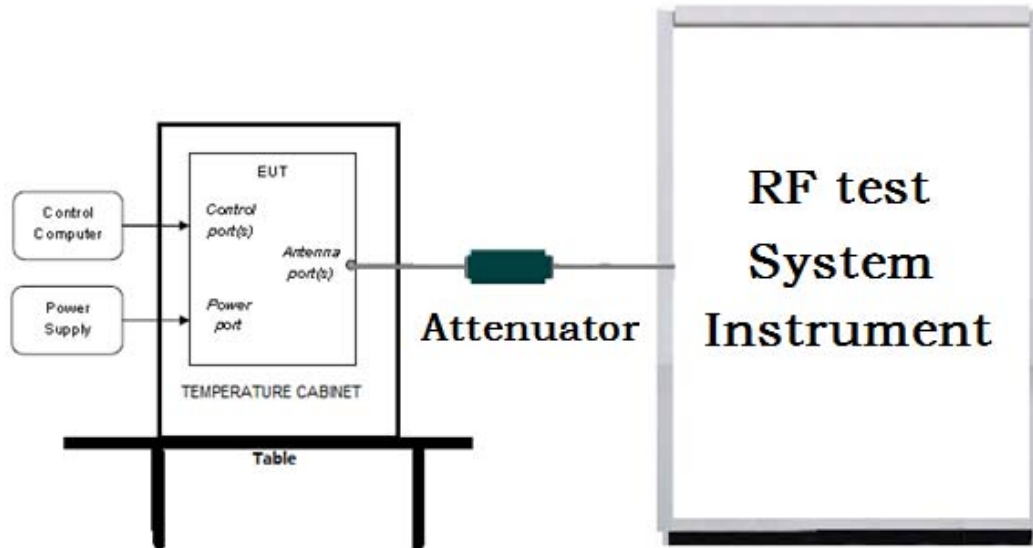 EUT
Control
Computer
Control
port(s)
Antenna
port(s)
Power
Supply
Power
port
TEMPERATURE CABINET
Table
Attenuator
RF test
System
Instrument